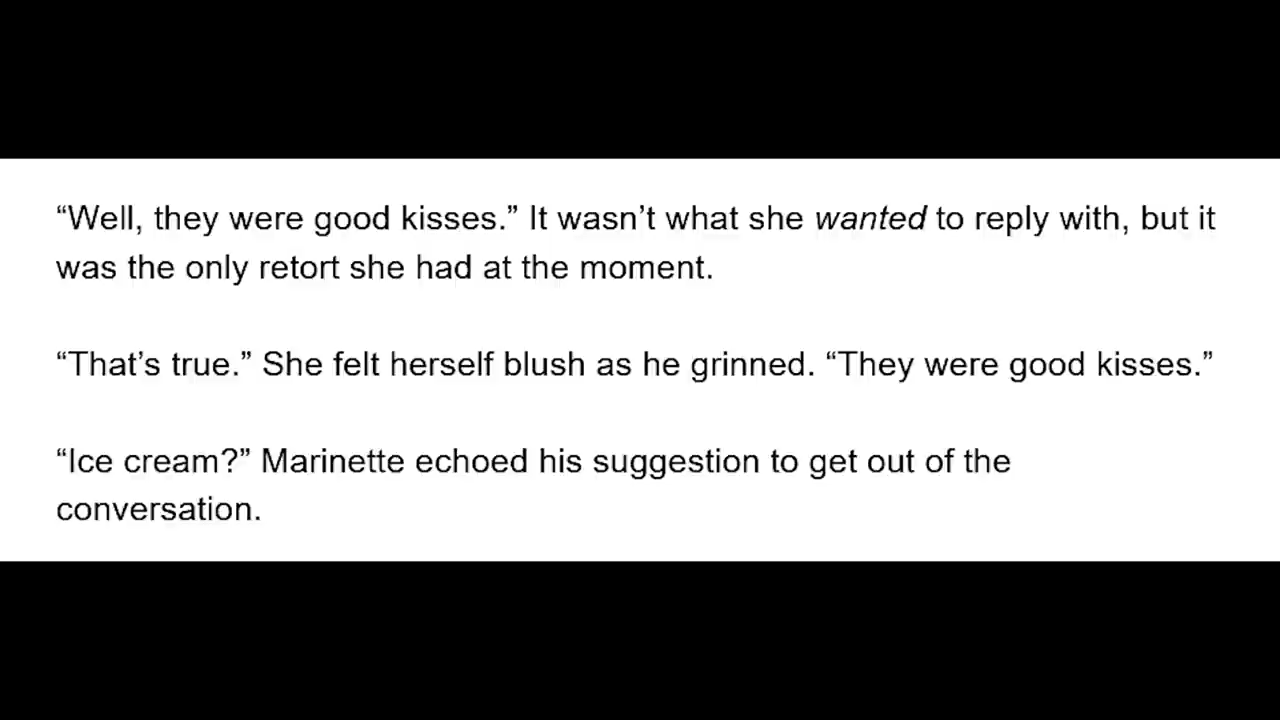 “Well, they were good kisses.” It wasn’t what she wanted to reply with, but it
was the only retort she had at the moment.
“That’s true.” She felt herself blush as he grinned. “They were good kisses.”
“Ice cream?” Marinette echoed his suggestion to get out of the
conversation.